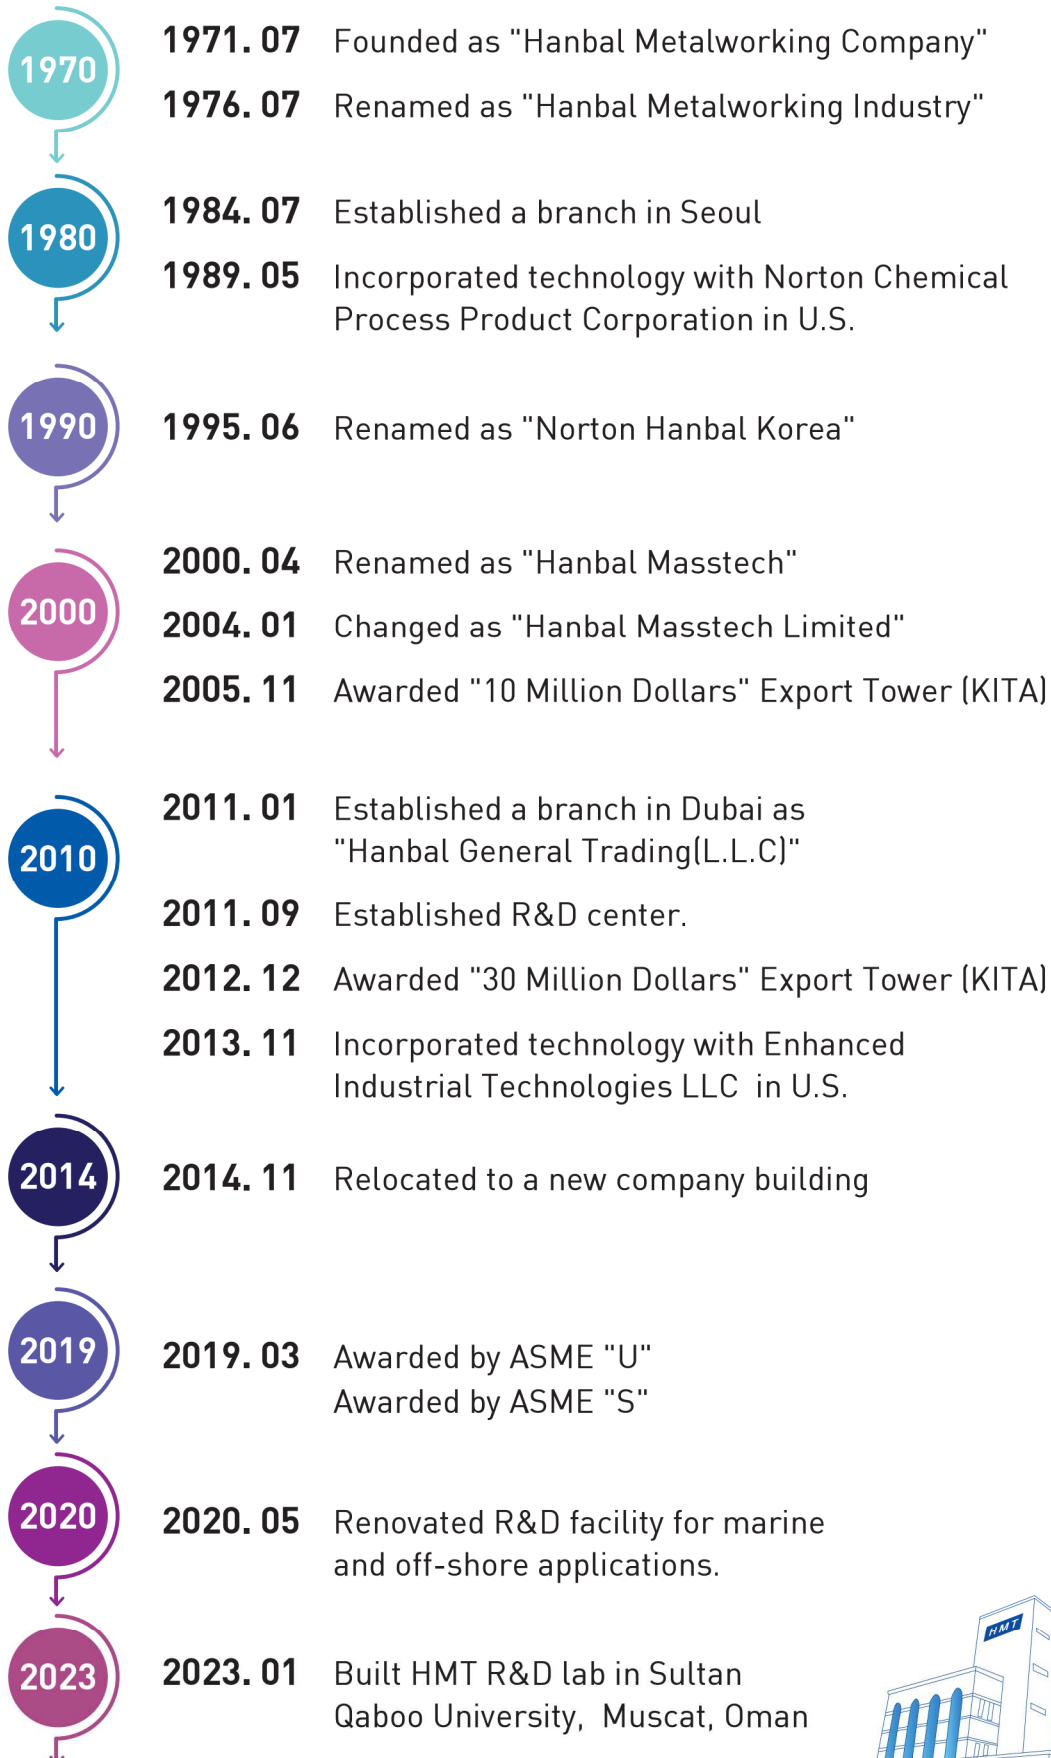 1970
1971. 07 Founded as "Hanbal Metalworking Company"
1976. 07 Renamed as "Hanbal Metalworking Industry"
1980
1984. 07 Established a branch in Seoul
1989. 05 Incorporated technology with Norton Chemical
Process Product Corporation in U.S.
1990
1995. 06 Renamed as "Norton Hanbal Korea"
2000
2000. 04 Renamed as "Hanbal Masstech"
2004. 01 Changed as "Hanbal Masstech Limited"
2005. 11 Awarded "10 Million Dollars" Export Tower (KITA)
2010
2011. 01 Established a branch in Dubai as
"Hanbal General Trading(L.L.C)"
2011. 09 Established R&D center.
2012. 12 Awarded "30 Million Dollars" Export Tower (KITA)
2013. 11 Incorporated technology with Enhanced
Industrial Technologies LLC in U.S.
2014
2014. 11 Relocated to a new company building
2019
2019. 03 Awarded by ASME "U"
Awarded by ASME "S"
2020
2020. 05 Renovated R&D facility for marine
and off-shore applications.
2023
2023. 01 Built HMT R&D lab in Sultan
Qaboo University, Muscat, Oman
HMT